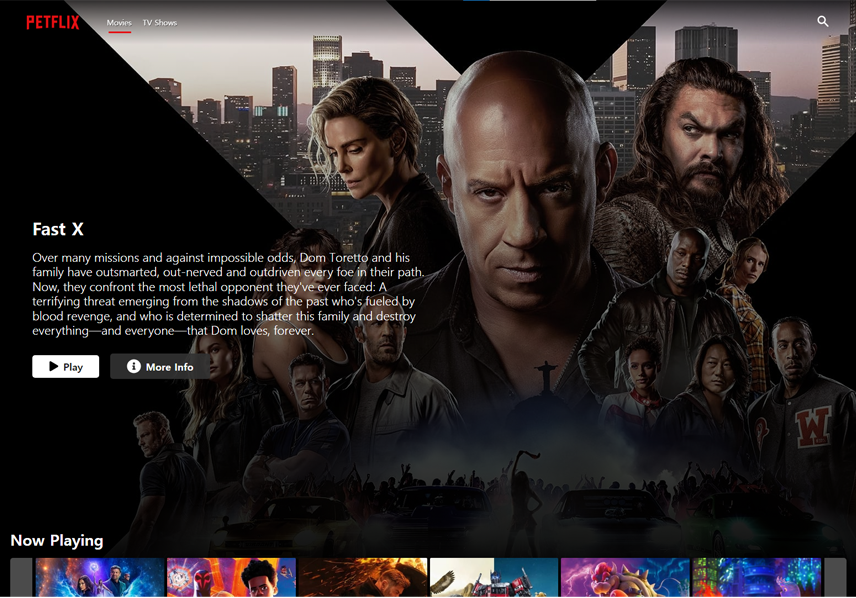 PETFLIX
Movies
TV Shows
Fast X
Over many missions and against impossible odds, Dom Toretto and his
family have outsmarted, out-nerved and outdriven every foe in their path.
Now, they confront the most lethal opponent they've ever faced: A
terrifying threat emerging from the shadows of the past who's fueled by
blood revenge, and who is determined to shatter this family and destroy
everything—and everyone—that Dom loves, forever.
Play
More Info
W
Now Playing